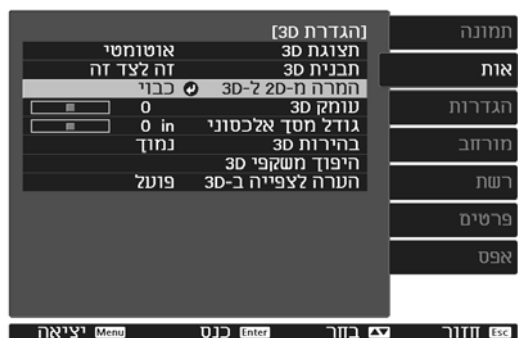 [הגדרת 3D]
תצוגת 3D אוטומטי
תבנית 3D זה לצד זה
המרה מ-2D ל-3D כבוי
עומק 3D 0
גודל מסך אלכסוני 0 in
בהירות 3D נמוך
היפוך משקפי 3D
הערה לצפייה ב-3D פועל
תמונה
אות
הגדרות
מורחב
רשת
פרטים
אפס
Esc חזור בחר Enter כנס Menu יציאה